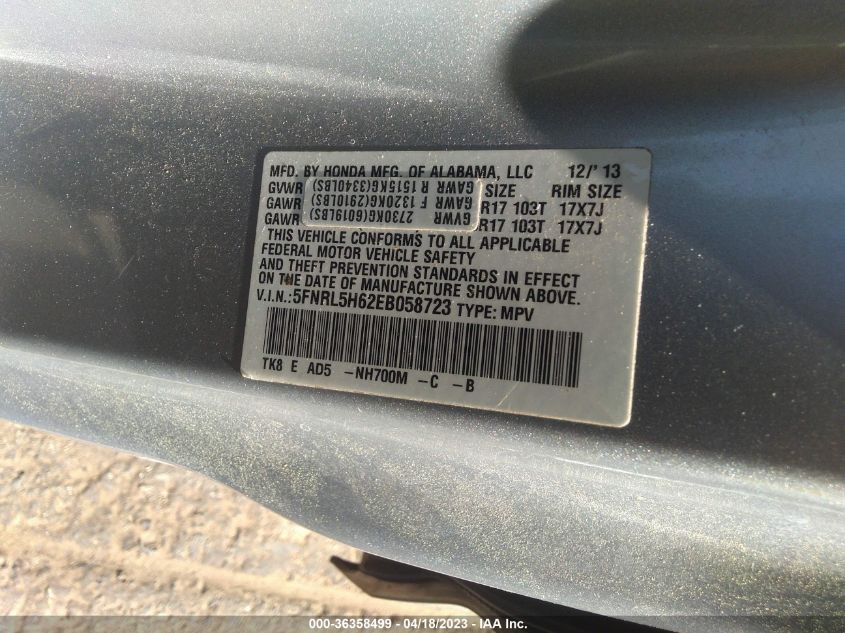 MFD. BY HONDA MFG. OF ALABAMA, LLC 12/' 13
GVWR SIZE RIM SIZE
GAWR R17 103T 17X7J
GAWR R17 103T 17X7J
GVWR 2730KG(6019LBS)
GAWR F 1320KG(2910LBS)
GAWR R 1515KG(3340LBS)
THIS VEHICLE CONFORMS TO ALL APPLICABLE
FEDERAL MOTOR VEHICLE SAFETY
AND THEFT PREVENTION STANDARDS IN EFFECT
ON THE DATE OF MANUFACTURE SHOWN ABOVE.
V.I.N.:5FNRL5H62EB058723 TYPE: MPV
TK8 E AD5 -NH700M -C -B
000-36358499 - 04/18/2023 - IAA Inc.